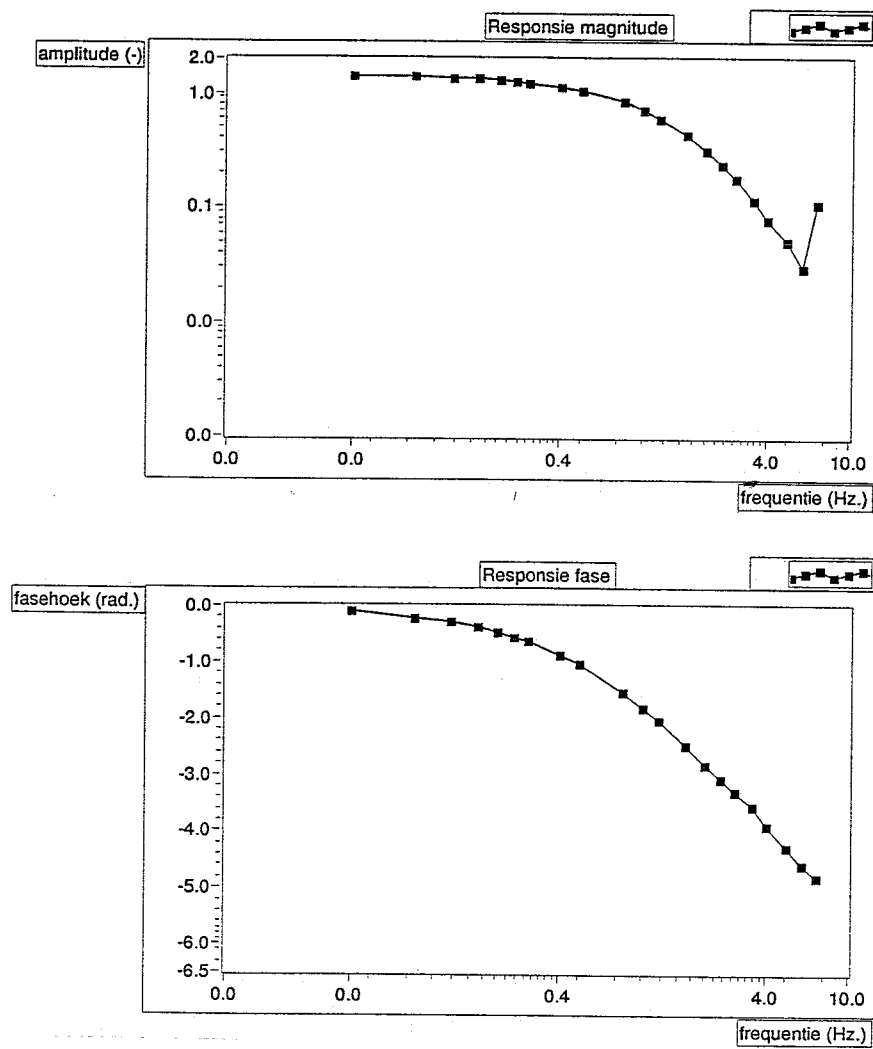 Responsie magnitude
amplitude (-)
2.0
1.0
0.1
0.0
0.0
0.0 0.0 0.4 4.0 10.0
frequentie (Hz.)
Responsie fase
fasehoek (rad.)
0.0
-1.0
-2.0
-3.0
-4.0
-5.0
-6.0
-6.5
0.0 0.0 0.4 4.0 10.0
frequentie (Hz.)